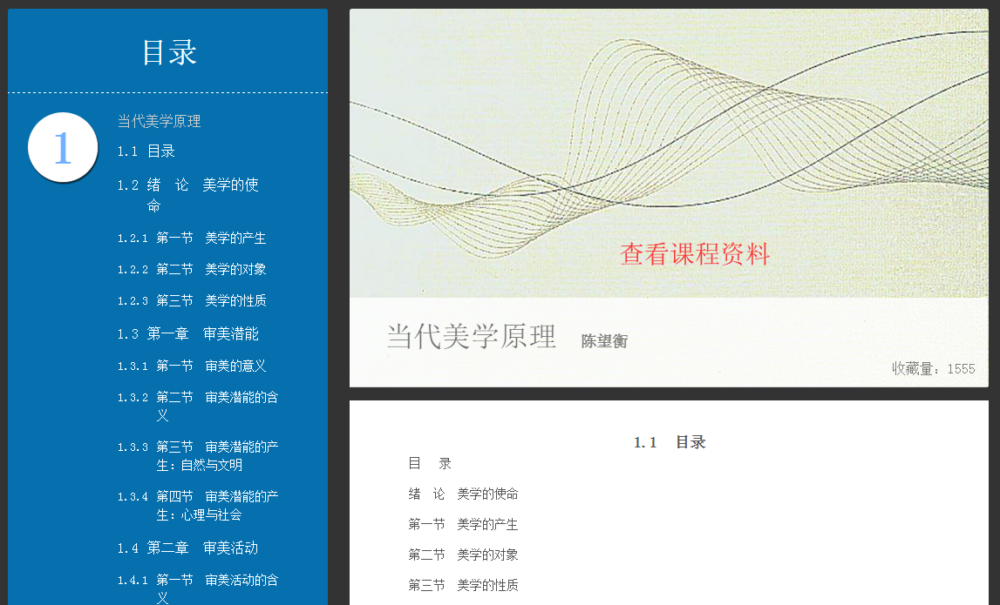 目录
1
当代美学原理
1.1 目录
1.2 绪　论　美学的使
命
1.2.1 第一节　美学的产生
1.2.2 第二节　美学的对象
1.2.3 第三节　美学的性质
1.3 第一章　审美潜能
1.3.1 第一节　审美的意义
1.3.2 第二节　审美潜能的含
义
1.3.3 第三节　审美潜能的产
生：自然与文明
1.3.4 第四节　审美潜能的产
生：心理与社会
1.4 第二章　审美活动
1.4.1 第一节　审美活动的含
义
查看课程资料
当代美学原理　陈望衡
收藏量：1555
1.1　目录
目　录
绪　论　美学的使命
第一节　美学的产生
第二节　美学的对象
第三节　美学的性质